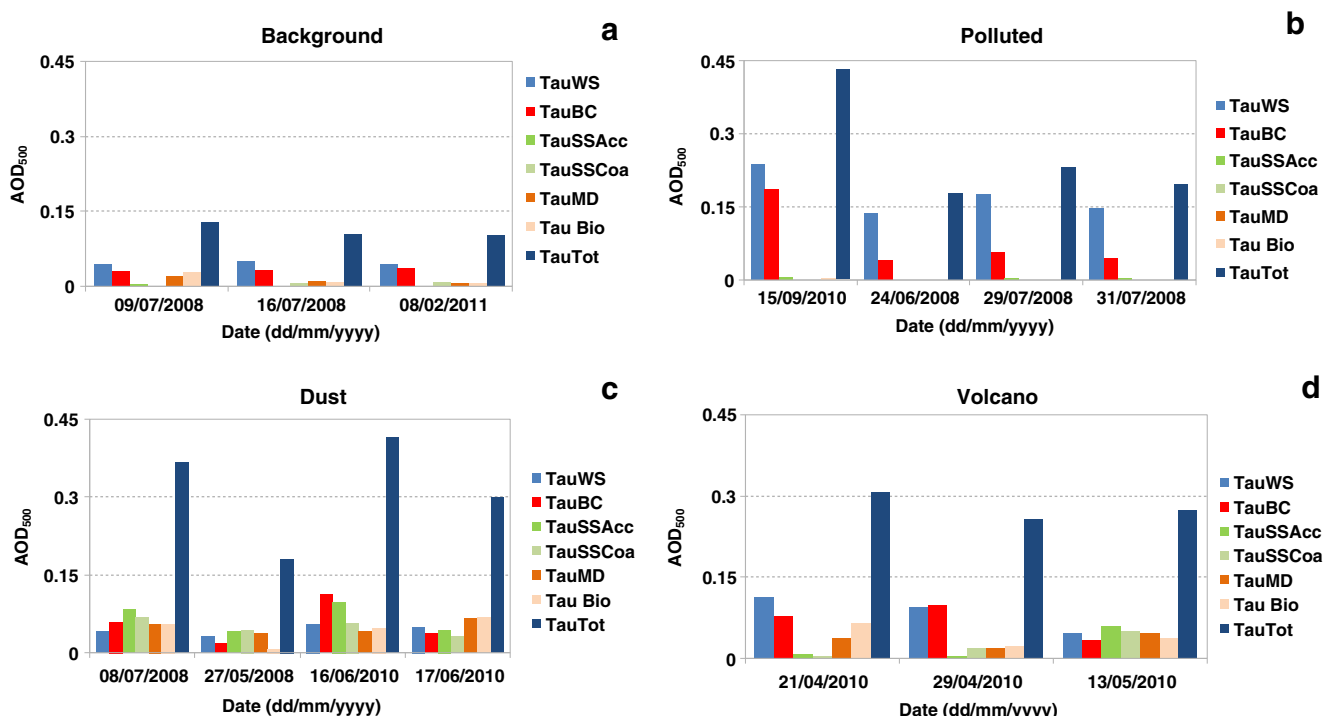 Background
a
0.45
0.3
0.15
0
AOD500
09/07/2008 16/07/2008 08/02/2011
Date (dd/mm/yyyy)
TauWS
TauBC
TauSSAcc
TauSSCoa
TauMD
Tau Bio
TauTot
Polluted
b
0.45
0.3
0.15
0
AOD500
15/09/2010 24/06/2008 29/07/2008 31/07/2008
Date (dd/mm/yyyy)
TauWS
TauBC
TauSSAcc
TauSSCoa
TauMD
Tau Bio
TauTot
Dust
c
0.45
0.3
0.15
0
AOD500
08/07/2008 27/05/2008 16/06/2010 17/06/2010
Date (dd/mm/yyyy)
TauWS
TauBC
TauSSAcc
TauSSCoa
TauMD
Tau Bio
TauTot
Volcano
d
0.45
0.3
0.15
0
AOD500
21/04/2010 29/04/2010 13/05/2010
Date (dd/mm/yyyy)
TauWS
TauBC
TauSSAcc
TauSSCoa
TauMD
Tau Bio
TauTot